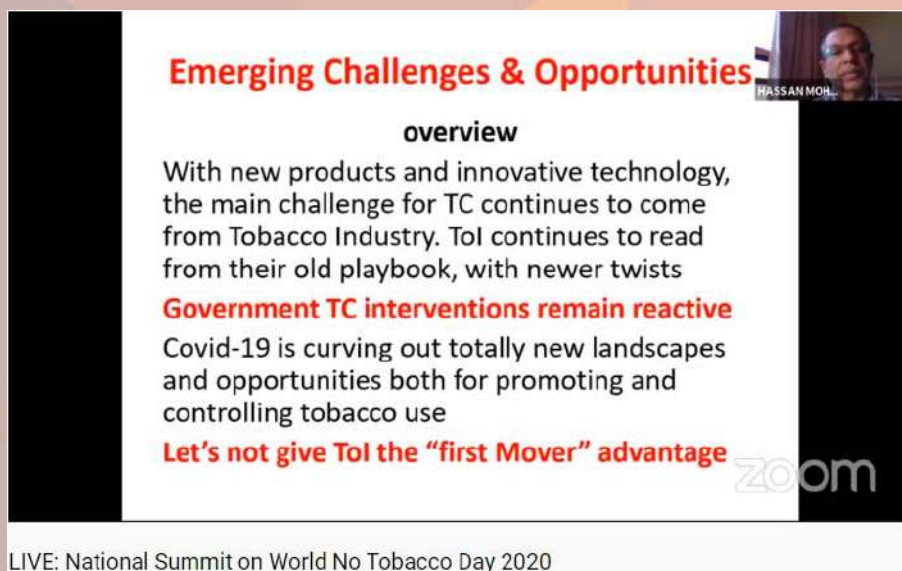 Emerging Challenges & Opportunities
HASSAN MOH...
overview
With new products and innovative technology,
the main challenge for TC continues to come
from Tobacco Industry. ToI continues to read
from their old playbook, with newer twists
Government TC interventions remain reactive
Covid-19 is curving out totally new landscapes
and opportunities both for promoting and
controlling tobacco use
Let's not give ToI the “first Mover” advantage
zoom
LIVE: National Summit on World No Tobacco Day 2020